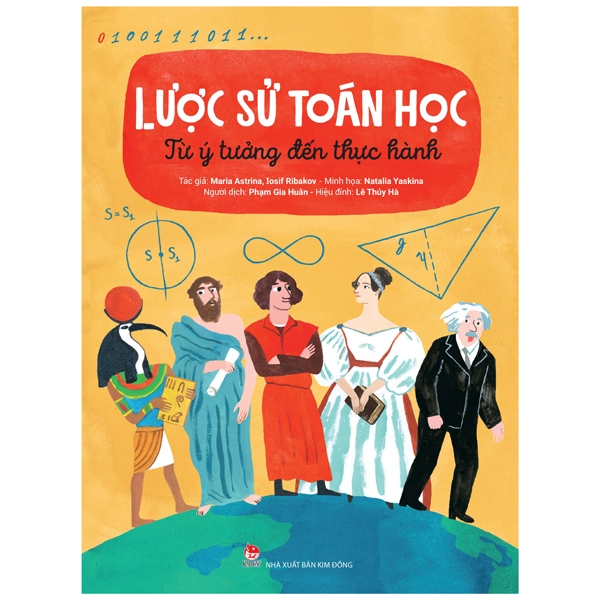 0100111011...
LƯỢC SỬ TOÁN HỌC
Từ ý tưởng đến thực hành
Tác giả: Maria Astrina, Iosif Ribakov - Minh họa: Natalia Yaskina
Người dịch: Phạm Gia Huân - Hiệu đính: Lê Thúy Hà
S=S₁
S S₁
g y
NHÀ XUẤT BẢN KIM ĐỒNG